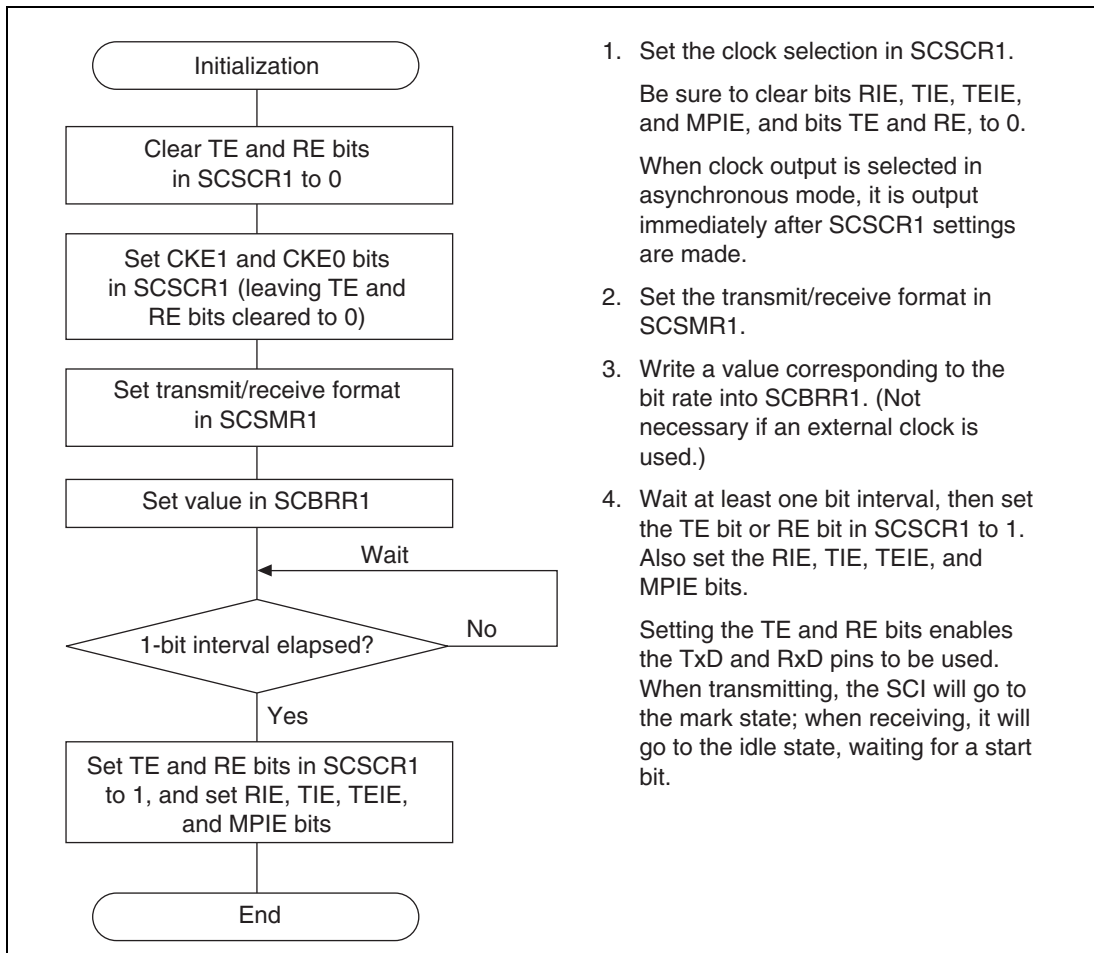 Initialization
Clear TE and RE bits
in SCSCR1 to 0
Set CKE1 and CKE0 bits
in SCSCR1 (leaving TE and
RE bits cleared to 0)
Set transmit/receive format
in SCSMR1
Set value in SCBRR1
Wait
1-bit interval elapsed?
No
Yes
Set TE and RE bits in SCSCR1
to 1, and set RIE, TIE, TEIE,
and MPIE bits
End
1. Set the clock selection in SCSCR1.
Be sure to clear bits RIE, TIE, TEIE,
and MPIE, and bits TE and RE, to 0.
When clock output is selected in
asynchronous mode, it is output
immediately after SCSCR1 settings
are made.
2. Set the transmit/receive format in
SCSMR1.
3. Write a value corresponding to the
bit rate into SCBRR1. (Not
necessary if an external clock is
used.)
4. Wait at least one bit interval, then set
the TE bit or RE bit in SCSCR1 to 1.
Also set the RIE, TIE, TEIE, and
MPIE bits.
Setting the TE and RE bits enables
the TxD and RxD pins to be used.
When transmitting, the SCI will go to
the mark state; when receiving, it will
go to the idle state, waiting for a start
bit.